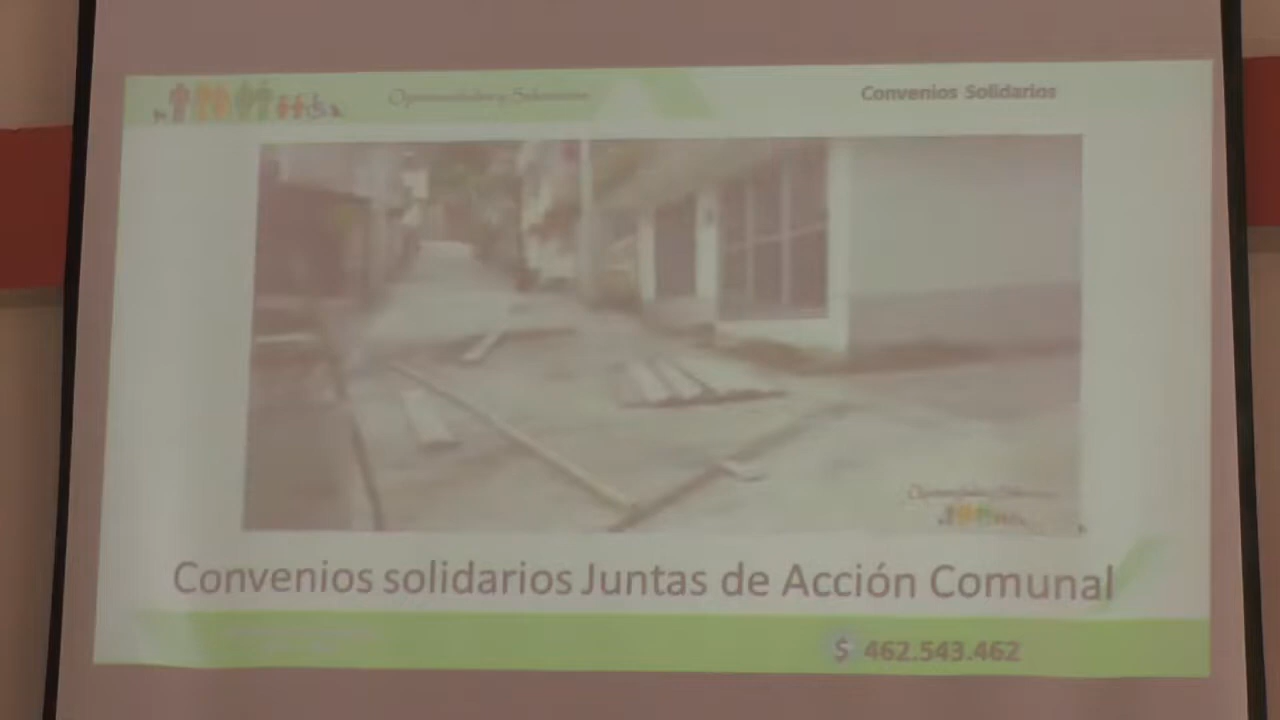 Convenios Solidarios
Convenios solidarios Juntas de Acción Comunal
$ 462.543.462